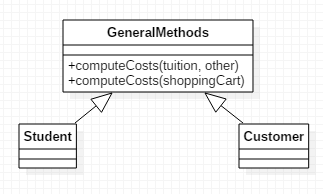 GeneralMethods
+computeCosts(tuition, other)
+computeCosts(shoppingCart)
Student
Customer